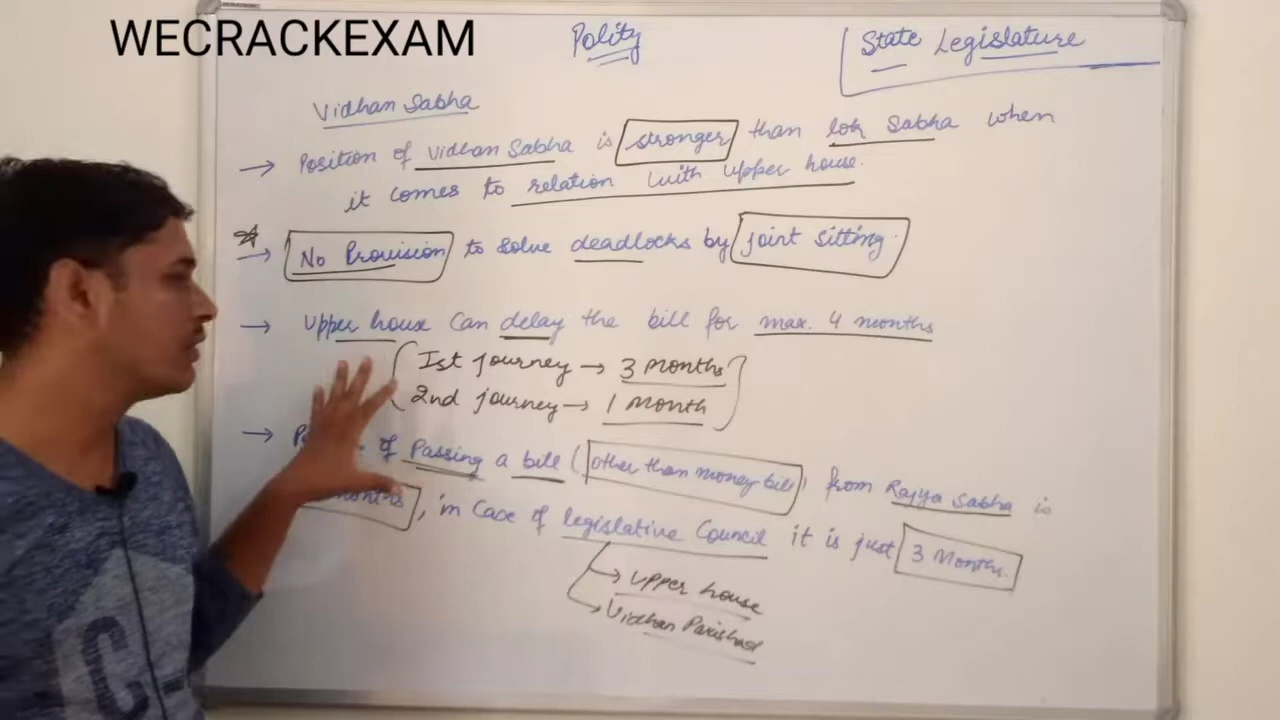 WECRACKEXAM
Polity
State Legislature
Vidhan Sabha
→ Position of Vidhan Sabha is stronger than lok Sabha when
it comes to relation with upper house.
→ No Provision to solve deadlocks by joint sitting.
→ Upper house can delay the bill for max. 4 months
(Ist journey → 3 months)
2nd journey → 1 month
→ of Passing a bill (other than money bill) from Rajya Sabha is
months, in case of legislative Council it is just 3 Months.
→ Upper house
→ Vidhan Parishad